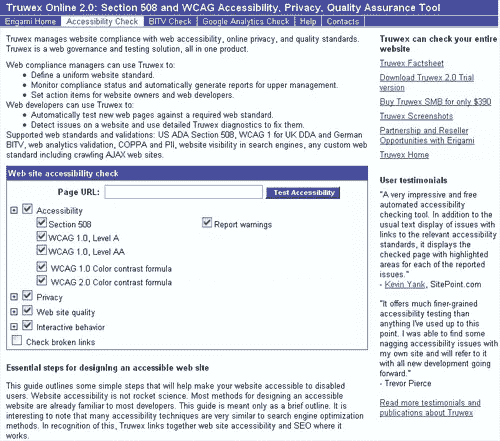 Truwex Online 2.0: Section 508 and WCAG Accessibility, Privacy, Quality Assurance Tool
Erigami Home | Accessibility Check | BITV Check | Google Analytics Check | Help | Contacts
Truwex manages website compliance with web accessibility, online privacy, and quality standards.
Truwex is a web governance and testing solution, all in one product.
Web compliance managers can use Truwex to:
• Define a uniform website standard.
• Monitor compliance status and automatically generate reports for upper management.
• Set action items for website owners and web developers.
Web developers can use Truwex to:
• Automatically test new web pages against a required web standard.
• Detect issues on a website and use detailed Truwex diagnostics to fix them.
Supported web standards and validations: US ADA Section 508, WCAG 1 for UK DDA and German
BITV, web analytics validation, COPPA and PII, website visibility in search engines, any custom web
standard including crawling AJAX web sites.
Web site accessibility check
Page URL:
Test Accessibility
Accessibility
Section 508
Report warnings
WCAG 1.0, Level A
WCAG 1.0, Level AA
WCAG 1.0 Color contrast formula
WCAG 2.0 Color contrast formula
Privacy
Web site quality
Interactive behavior
Check broken links
Essential steps for designing an accessible web site
This guide outlines some simple steps that will help make your website accessible to disabled
users. Website accessibility is not rocket science. Most methods for designing an accessible
website are already familiar to most developers. This guide is meant only as a brief outline. It is
interesting to note that many accessibility techniques are very similar to search engine optimization
methods. In recognition of this, Truwex links together web site accessibility and SEO where it
works.
Truwex can check your entire
website
Truwex Factsheet
Download Truwex 2.0 Trial
version
Buy Truwex SMB for only $390
Truwex Screenshots
Partnership and Reseller
Opportunities with Erigami
Truwex Home
User testimonials
"A very impressive and free
automated accessibility
checking tool. In addition to the
usual text display of issues with
links to the relevant accessibility
standards, it displays the
checked page with highlighted
areas for each of the reported
issues."
- Kevin Yank, SitePoint.com
"It offers much finer-grained
accessibility testing than
anything I've used up to this
point. I was able to find some
nagging accessibility issues with
my own site and will refer to it
with all new development going
forward."
- Trevor Pierce
Read more testimonials and
publications about Truwex